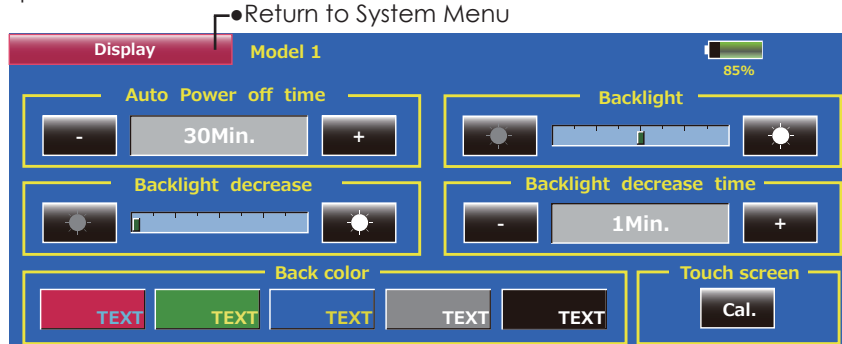 ●Return to System Menu
Display
Model 1
85%
Auto Power off time
Backlight
-
30Min.
+
Backlight decrease
Backlight decrease time
-
1Min.
+
Back color
Touch screen
TEXT
TEXT
TEXT
TEXT
TEXT
Cal.